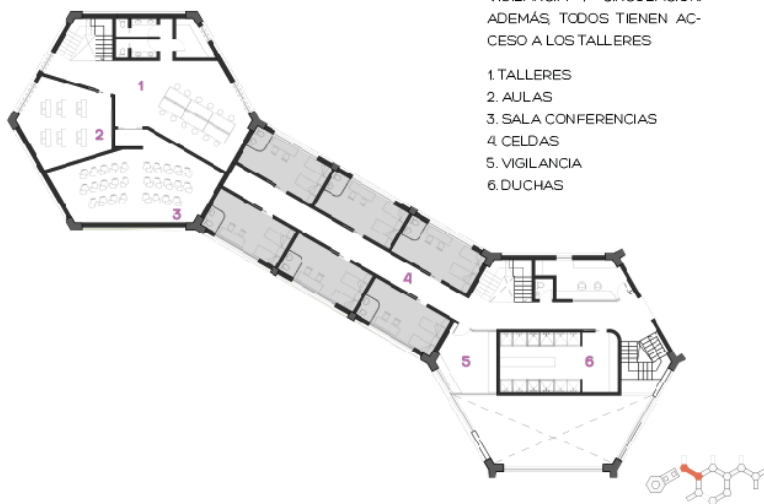 ADEMÁS, TODOS TIENEN AC-
CESO A LOS TALLERES
1. TALLERES
2. AULAS
3. SALA CONFERENCIAS
4. CELDAS
5. VIGILANCIA
6. DUCHAS
1
2
3
4
5
6